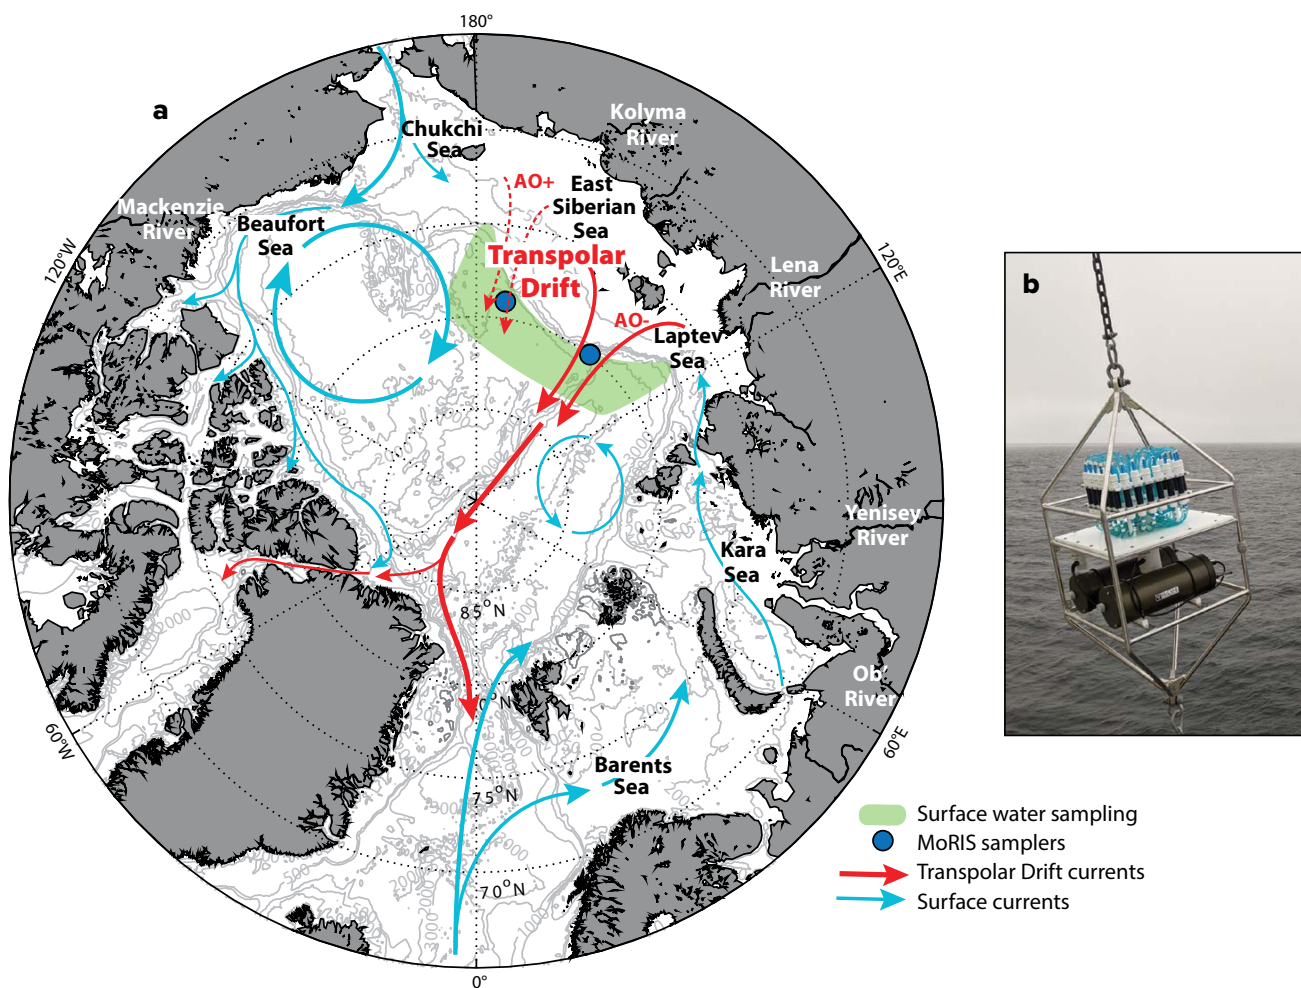 180°
a
Kolyma
River
Chukchi
Sea
AO+
East
Siberian
Sea
Mackenzie
River
Beaufort
Sea
120°W
Transpolar
Drift
120°E
Lena
River
b
AO-
Laptev
Sea
Yenisey
River
Kara
Sea
85°N
Ob’
River
0°N
60°W
60°E
Barents
Sea
75°N
70°N
0°
Surface water sampling
MoRIS samplers
Transpolar Drift currents
Surface currents